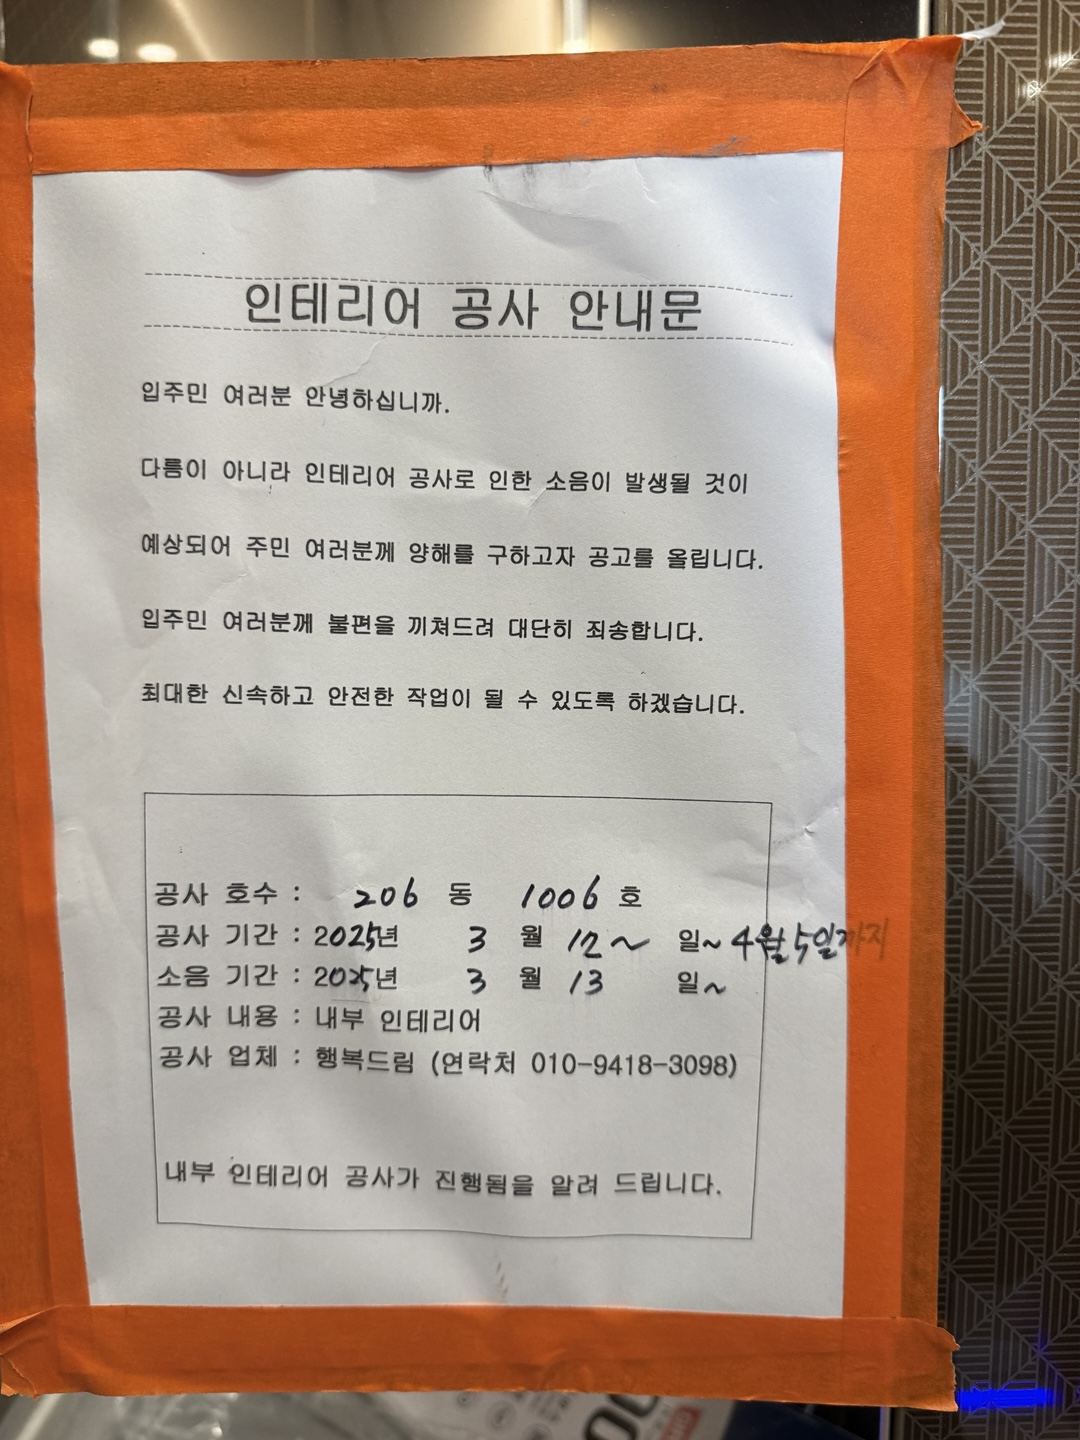 인테리어 공사 안내문
입주민 여러분 안녕하십니까.
다름이 아니라 인테리어 공사로 인한 소음이 발생될 것이
예상되어 주민 여러분께 양해를 구하고자 공고를 올립니다.
입주민 여러분께 불편을 끼쳐드려 대단히 죄송합니다.
최대한 신속하고 안전한 작업이 될 수 있도록 하겠습니다.
공사 호수 : 206 동 1006 호
공사 기간 : 2025년 3 월 12~ 일~ 4월 5일까지
소음 기간 : 2025년 3 월 13 일~
공사 내용 : 내부 인테리어
공사 업체 : 행복드림 (연락처 010-9418-3098)
내부 인테리어 공사가 진행됨을 알려 드립니다.